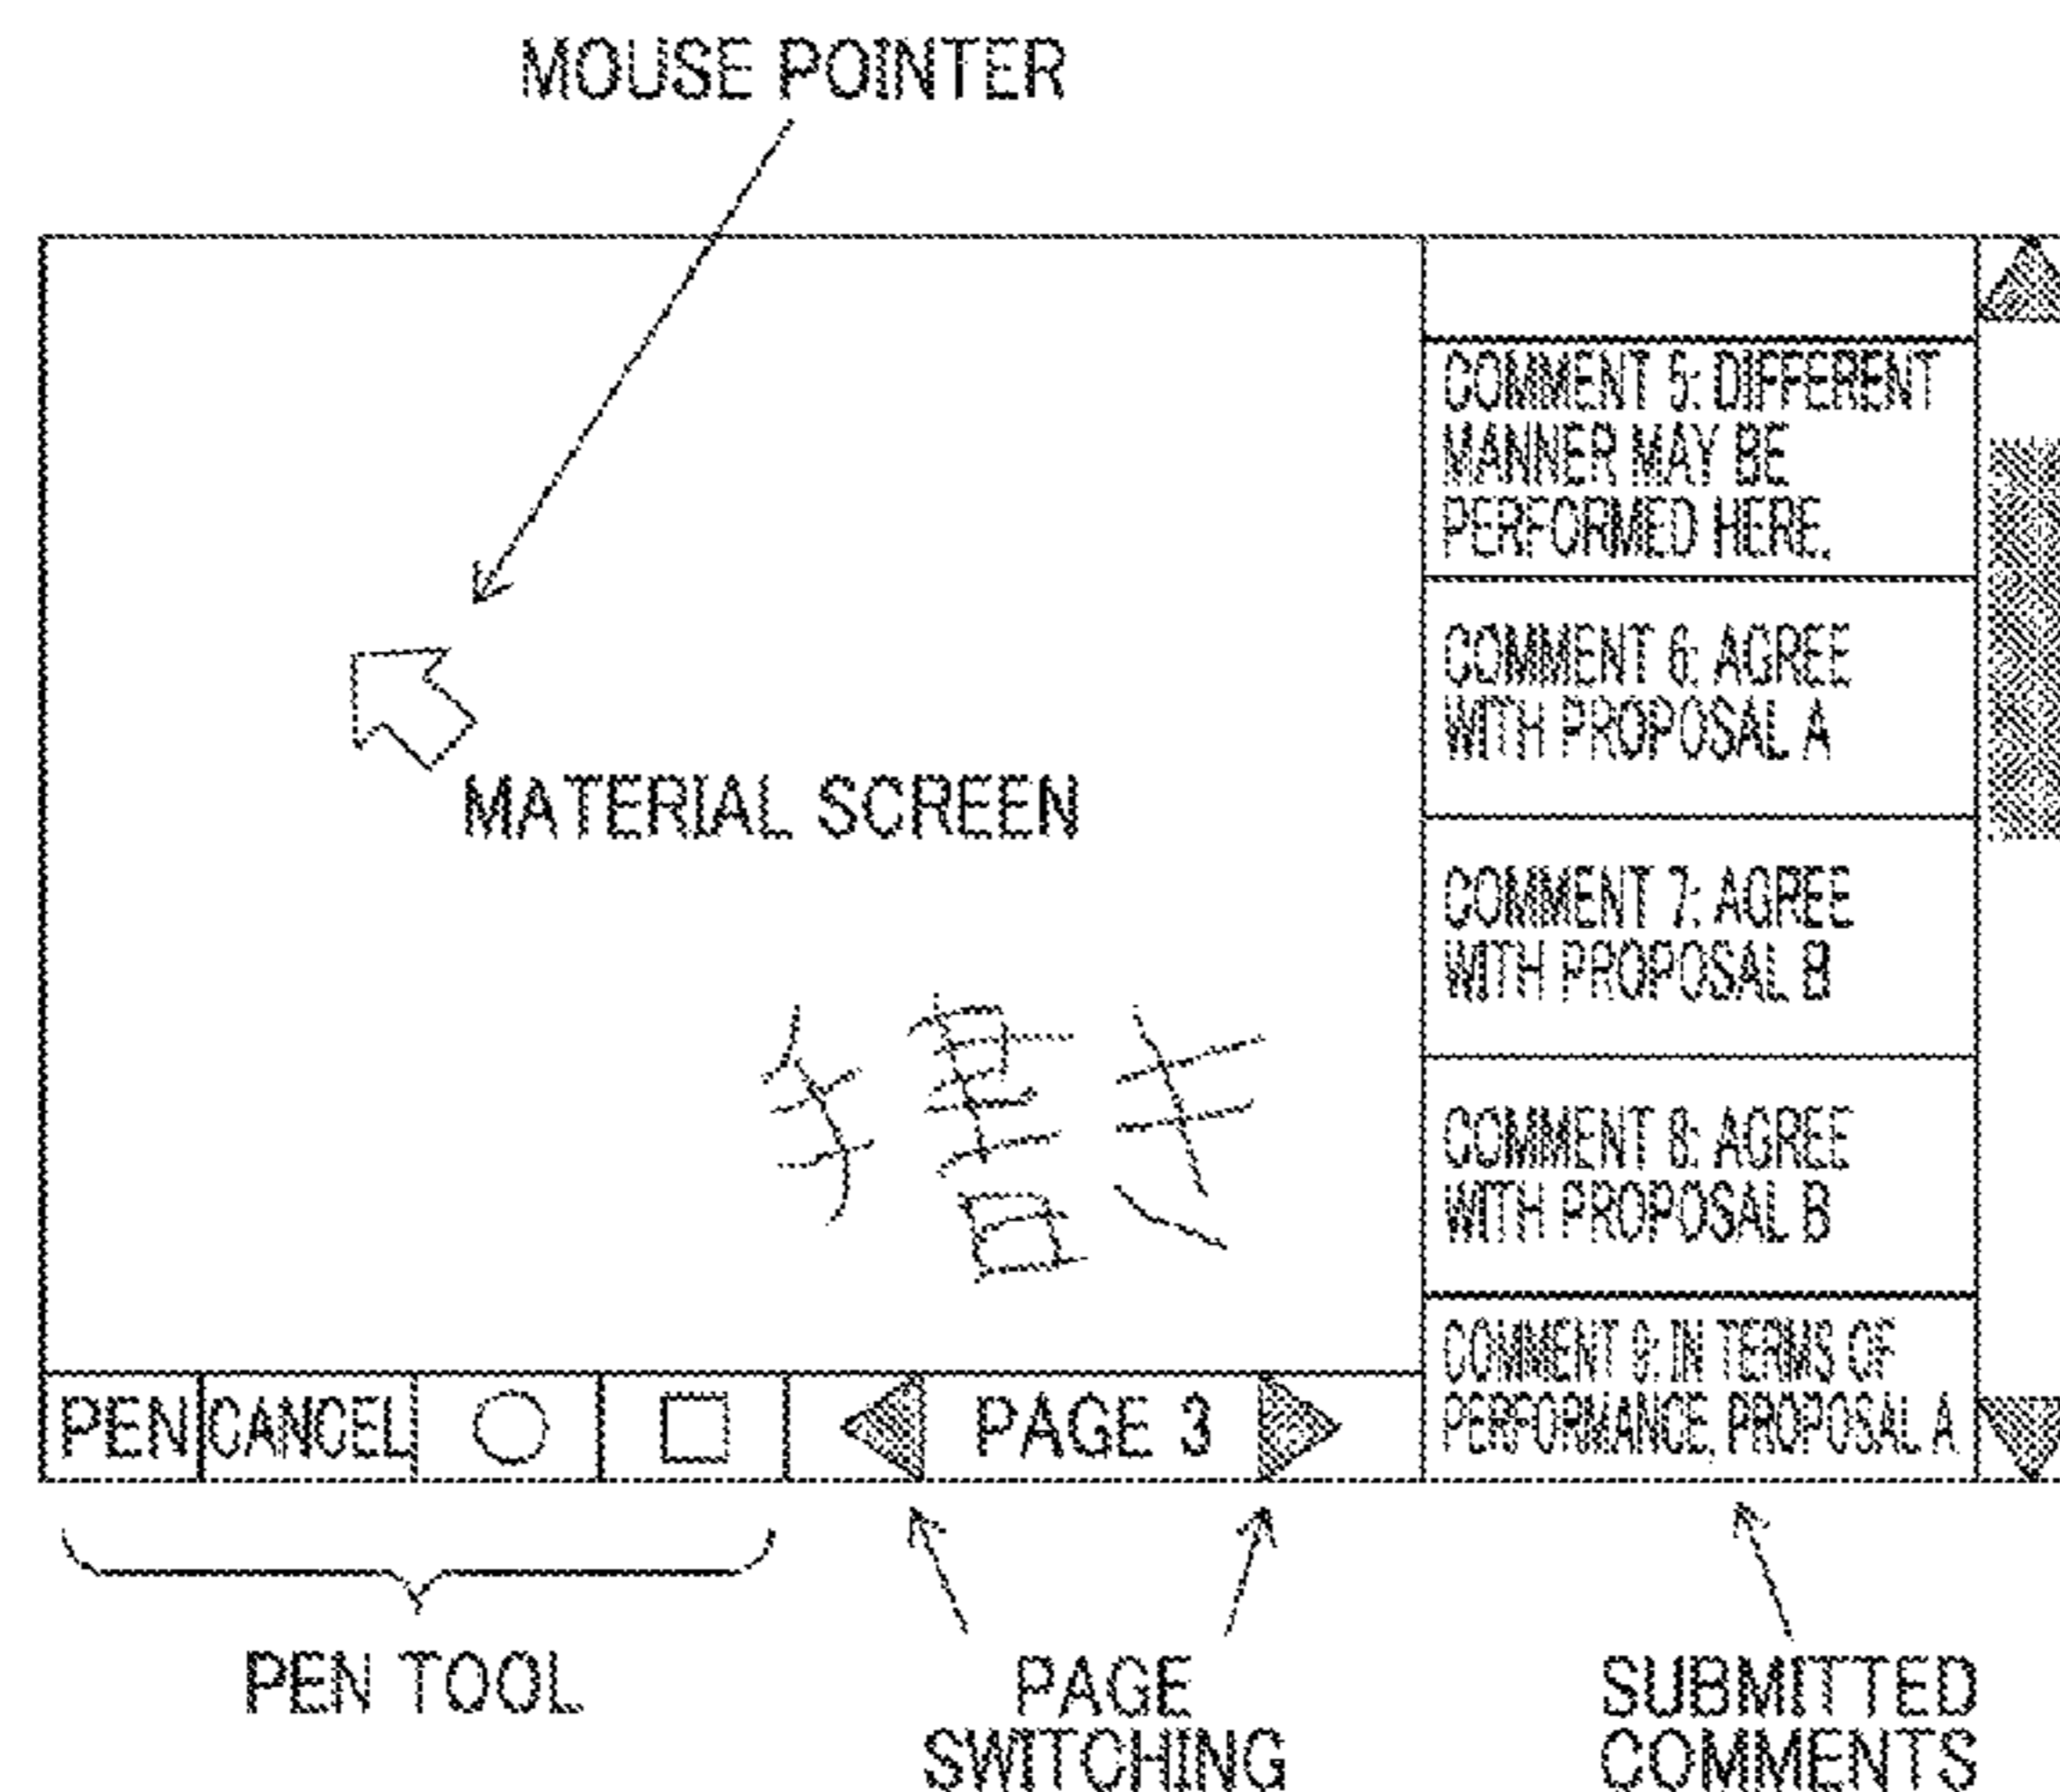 MOUSE POINTER
MATERIAL SCREEN
手書き
COMMENT 5: DIFFERENT
MANNER MAY BE
PERFORMED HERE.
COMMENT 6: AGREE
WITH PROPOSAL A
COMMENT 7: AGREE
WITH PROPOSAL B
COMMENT 8: AGREE
WITH PROPOSAL B
COMMENT 9: IN TERMS OF
PERFORMANCE, PROPOSAL A
PEN
CANCEL
PAGE 3
PEN TOOL
PAGE
SWITCHING
SUBMITTED
COMMENTS